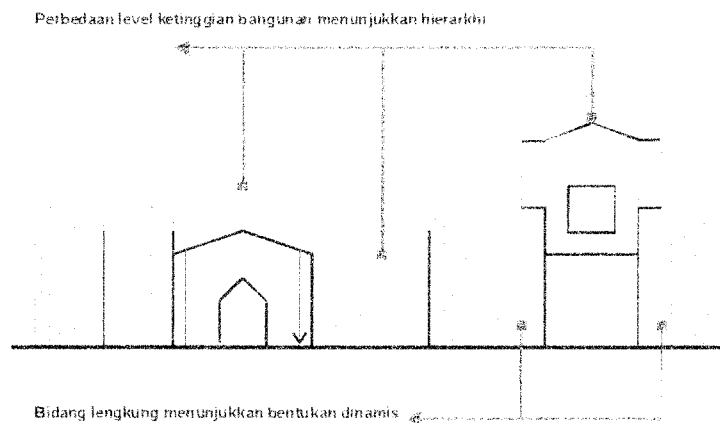 Perbedaan level ketinggian bangunan menunjukkan hierarkhi
Bidang lengkung menunjukkan bentukan dinamis